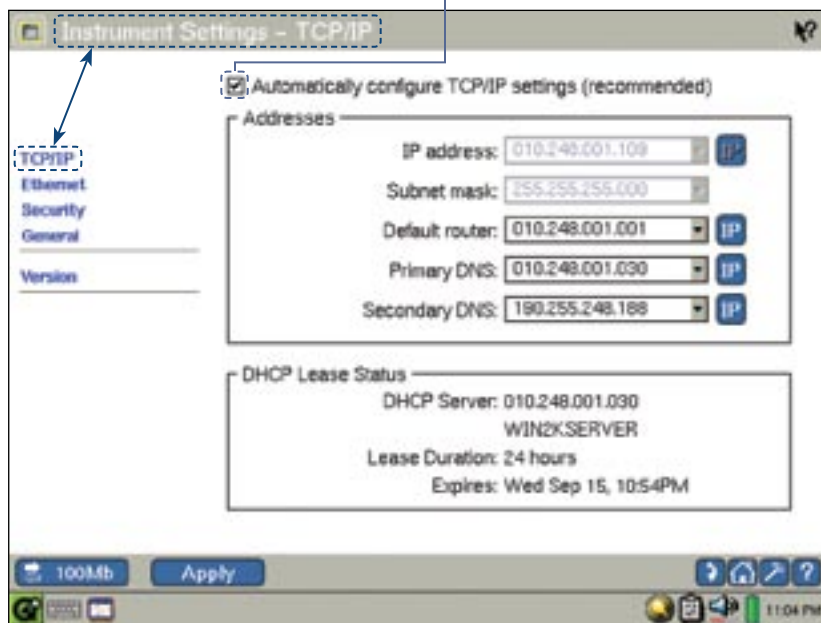 Instrument Settings - TCP/IP
Automatically configure TCP/IP settings (recommended)
TCP/IP
Ethernet
Security
General
Version
Addresses
IP address: 010.248.001.109 IP
Subnet mask: 255.255.255.000
Default router: 010.248.001.001 IP
Primary DNS: 010.248.001.030 IP
Secondary DNS: 190.255.248.188 IP
DHCP Lease Status
DHCP Server: 010.248.001.030
WIN2KSERVER
Lease Duration: 24 hours
Expires: Wed Sep 15, 10:54PM
100Mb
Apply
?
11:04 PM